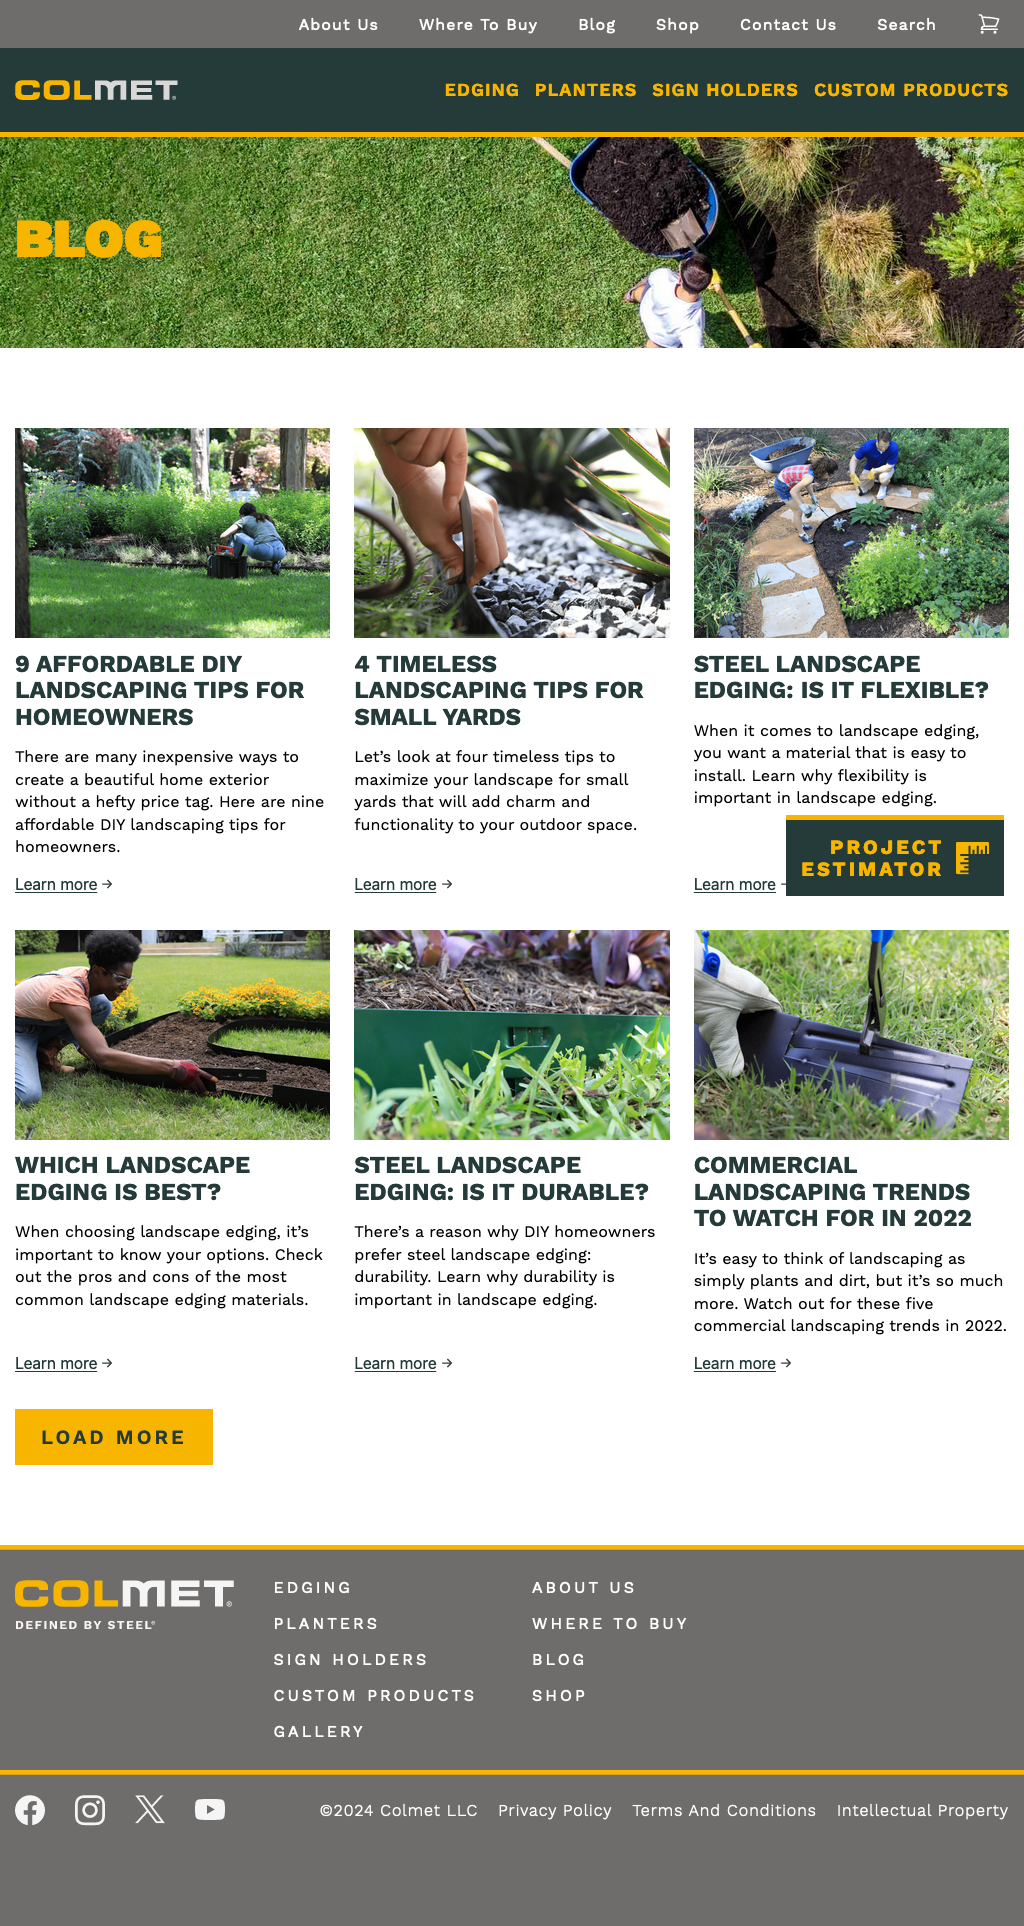 About Us Where To Buy Blog Shop Contact Us Search
COLMET
EDGING PLANTERS SIGN HOLDERS CUSTOM PRODUCTS
BLOG
9 AFFORDABLE DIY
LANDSCAPING TIPS FOR
HOMEOWNERS
There are many inexpensive ways to
create a beautiful home exterior
without a hefty price tag. Here are nine
affordable DIY landscaping tips for
homeowners.
Learn more →
4 TIMELESS
LANDSCAPING TIPS FOR
SMALL YARDS
Let’s look at four timeless tips to
maximize your landscape for small
yards that will add charm and
functionality to your outdoor space.
Learn more →
STEEL LANDSCAPE
EDGING: IS IT FLEXIBLE?
When it comes to landscape edging,
you want a material that is easy to
install. Learn why flexibility is
important in landscape edging.
Learn more
PROJECT
ESTIMATOR
WHICH LANDSCAPE
EDGING IS BEST?
When choosing landscape edging, it’s
important to know your options. Check
out the pros and cons of the most
common landscape edging materials.
Learn more →
STEEL LANDSCAPE
EDGING: IS IT DURABLE?
There’s a reason why DIY homeowners
prefer steel landscape edging:
durability. Learn why durability is
important in landscape edging.
Learn more →
COMMERCIAL
LANDSCAPING TRENDS
TO WATCH FOR IN 2022
It’s easy to think of landscaping as
simply plants and dirt, but it’s so much
more. Watch out for these five
commercial landscaping trends in 2022.
Learn more →
LOAD MORE
COLMET®
DEFINED BY STEEL®
EDGING
PLANTERS
SIGN HOLDERS
CUSTOM PRODUCTS
GALLERY
ABOUT US
WHERE TO BUY
BLOG
SHOP
©2024 Colmet LLC Privacy Policy Terms And Conditions Intellectual Property